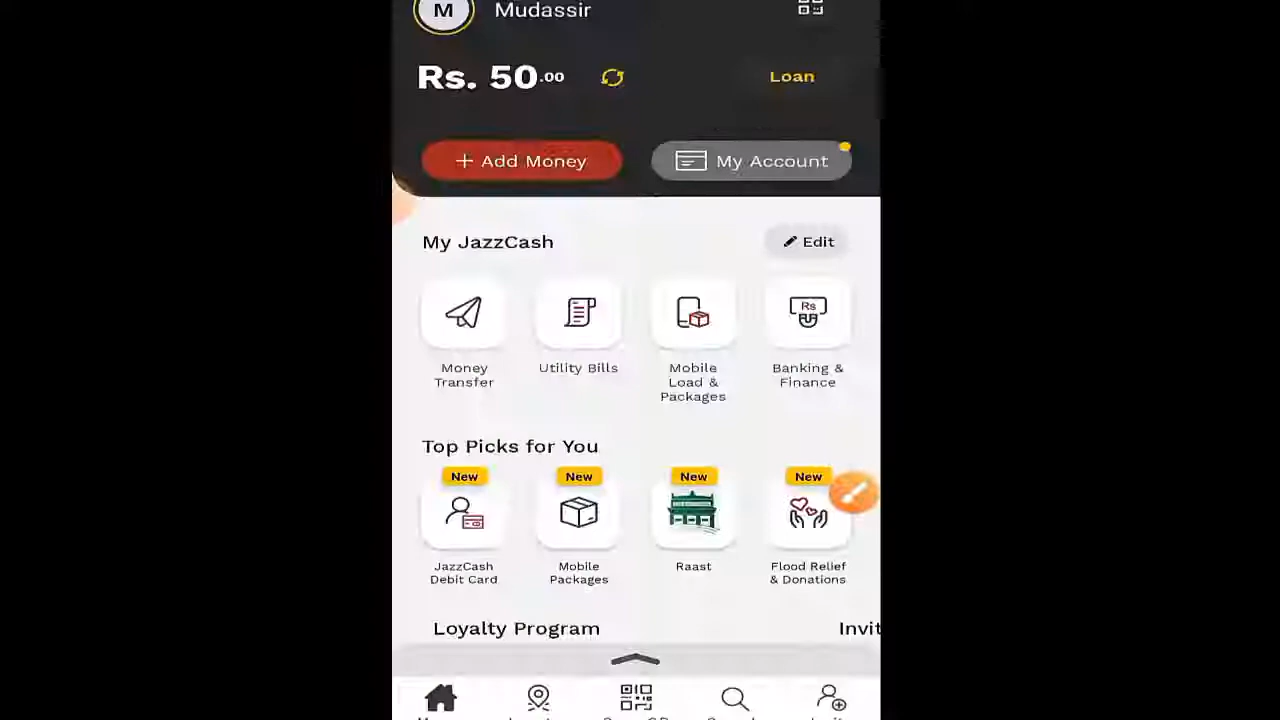 M Mudassir
Rs. 50.00 Loan
+ Add Money My Account
My JazzCash Edit
Money Transfer
Utility Bills
Mobile Load & Packages
Rs
Banking & Finance
Top Picks for You
New New New New
JazzCash Debit Card
Mobile Packages
Raast
Flood Relief & Donations
Loyalty Program Invit